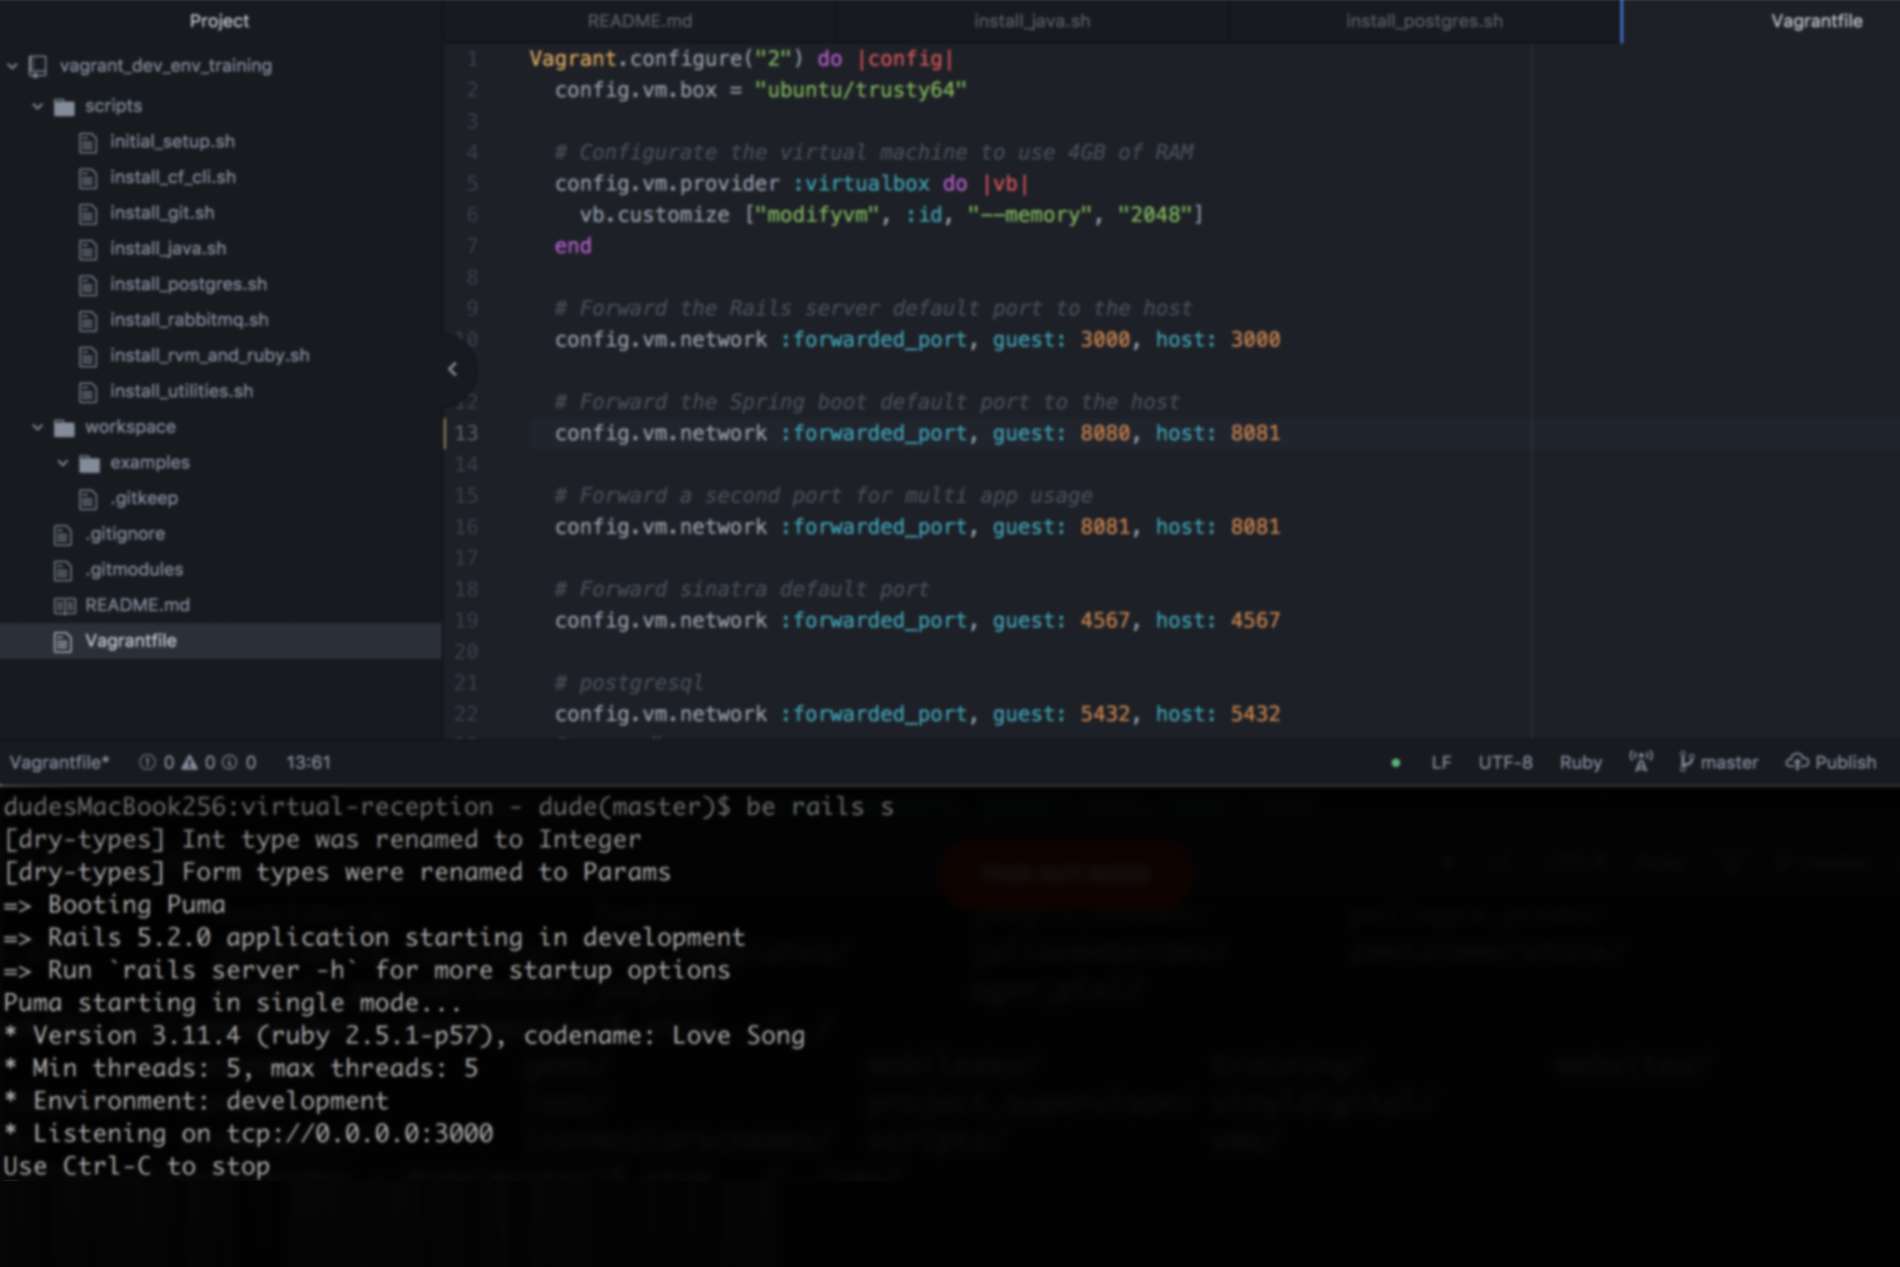 Project
README.md
install_java.sh
install_postgres.sh
Vagrantfile
vagrant_dev_env_training
scripts
initial_setup.sh
install_cf_cli.sh
install_git.sh
install_java.sh
install_postgres.sh
install_rabbitmq.sh
install_rvm_and_ruby.sh
install_utilities.sh
workspace
examples
.gitkeep
.gitignore
.gitmodules
README.md
Vagrantfile
1 Vagrant.configure("2") do |config|
2 config.vm.box = "ubuntu/trusty64"
3
4 # Configurate the virtual machine to use 4GB of RAM
5 config.vm.provider :virtualbox do |vb|
6 vb.customize ["modifyvm", :id, "--memory", "2048"]
7 end
8
9 # Forward the Rails server default port to the host
10 config.vm.network :forwarded_port, guest: 3000, host: 3000
12 # Forward the Spring boot default port to the host
13 config.vm.network :forwarded_port, guest: 8080, host: 8081
14
15 # Forward a second port for multi app usage
16 config.vm.network :forwarded_port, guest: 8081, host: 8081
17
18 # Forward sinatra default port
19 config.vm.network :forwarded_port, guest: 4567, host: 4567
20
21 # postgresql
22 config.vm.network :forwarded_port, guest: 5432, host: 5432
Vagrantfile* 0 0 0 13:61
LF UTF-8 Ruby master Publish
dudesMacBook256:virtual-reception - dude(master)$ be rails s
[dry-types] Int type was renamed to Integer
[dry-types] Form types were renamed to Params
=> Booting Puma
=> Rails 5.2.0 application starting in development
=> Run `rails server -h` for more startup options
Puma starting in single mode...
* Version 3.11.4 (ruby 2.5.1-p57), codename: Love Song
* Min threads: 5, max threads: 5
* Environment: development
* Listening on tcp://0.0.0.0:3000
Use Ctrl-C to stop